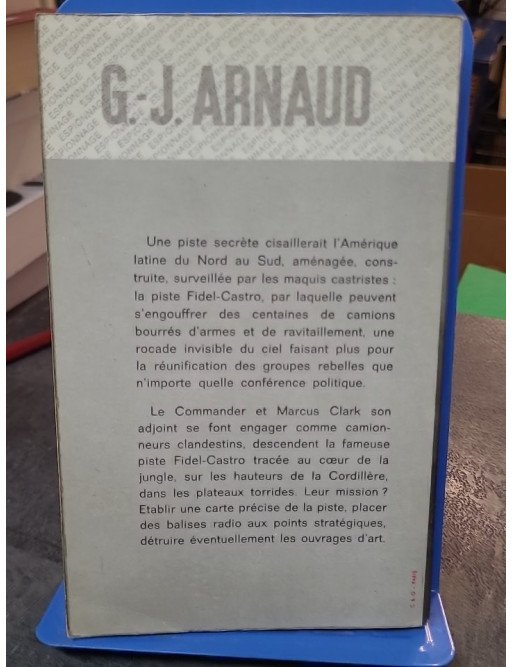 G.-J. ARNAUD
Une piste secrète cisaillerait l'Amérique
latine du Nord au Sud, aménagée, cons-
truite, surveillée par les maquis castristes :
la piste Fidel-Castro, par laquelle peuvent
s'engouffrer des centaines de camions
bourrés d'armes et de ravitaillement, une
rocade invisible du ciel faisant plus pour
la réunification des groupes rebelles que
n'importe quelle conférence politique.
Le Commander et Marcus Clark son
adjoint se font engager comme camion-
neurs clandestins, descendent la fameuse
piste Fidel-Castro tracée au cœur de la
jungle, sur les hauteurs de la Cordillère,
dans les plateaux torrides. Leur mission ?
Etablir une carte précise de la piste, placer
des balises radio aux points stratégiques,
détruire éventuellement les ouvrages d'art.